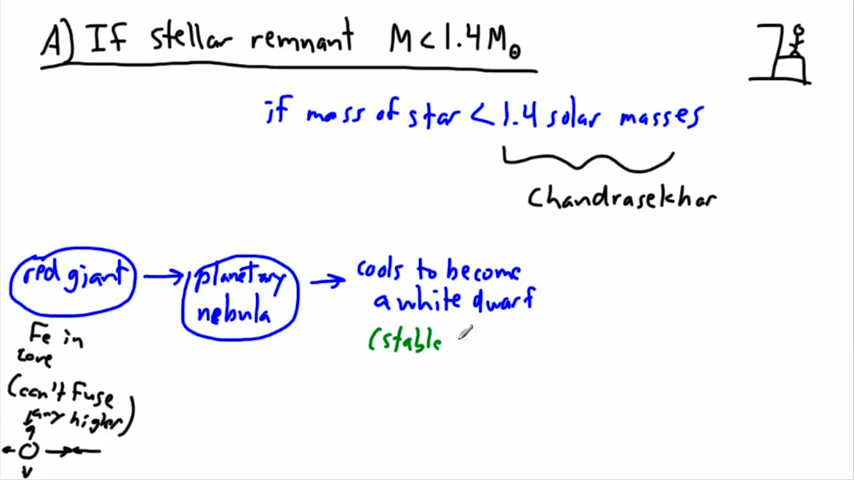 A) If stellar remnant M < 1.4 M⊙
if mass of star < 1.4 solar masses
Chandrasekhar
red giant → planetary nebula → cools to become
a white dwarf
(stable
Fe in
core
(can't fuse
any higher)